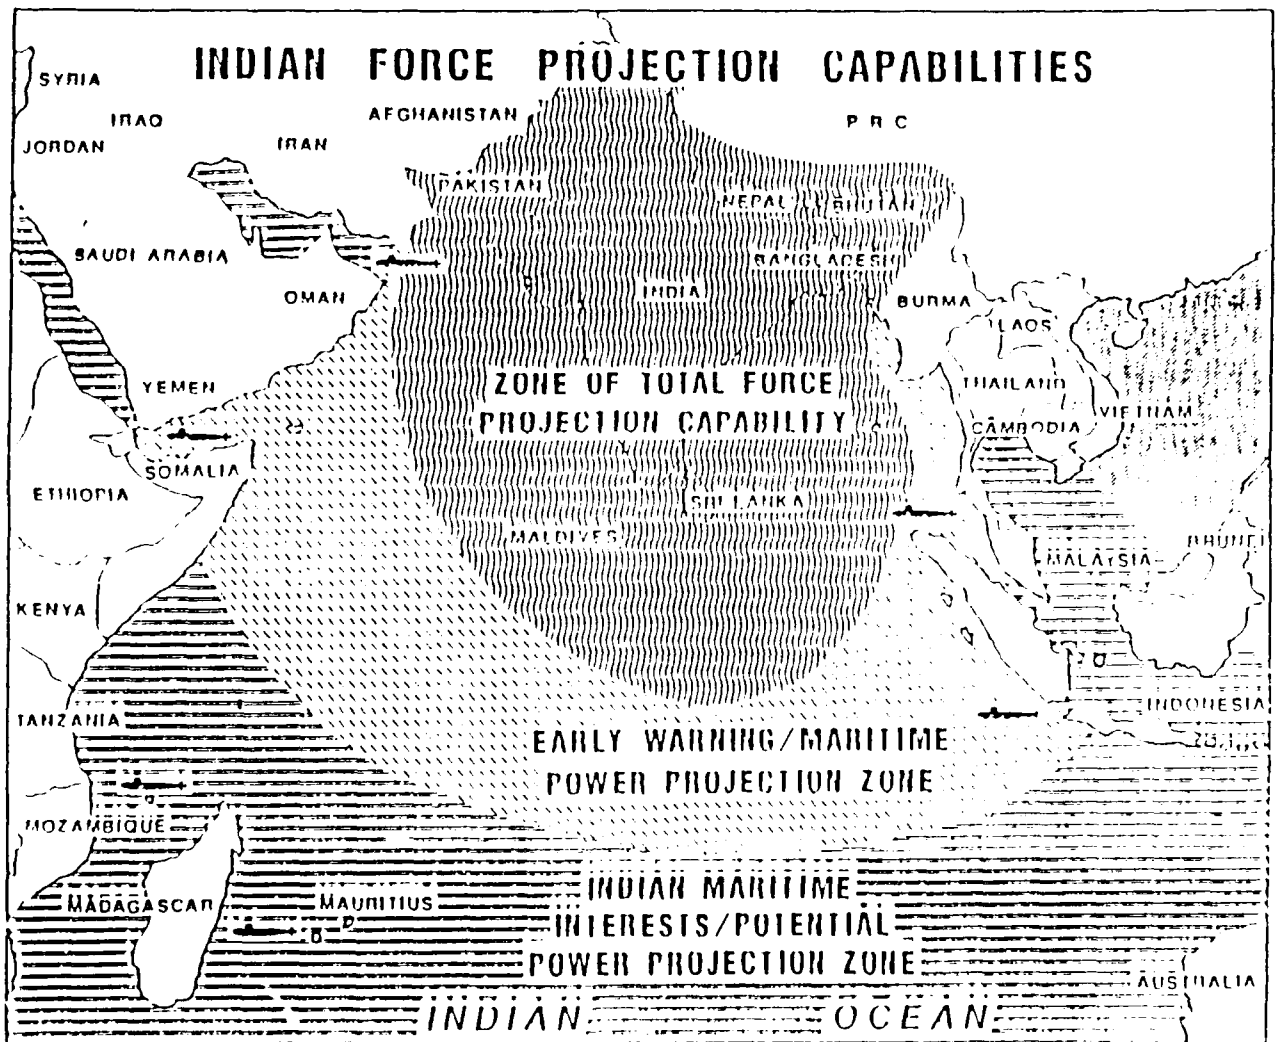 INDIAN FORCE PROJECTION CAPABILITIES
SYRIA
IRAQ
AFGHANISTAN
P R C
JORDAN
IRAN
PAKISTAN
NEPAL
BHUTAN
SAUDI ARABIA
BANGLADESH
OMAN
INDIA
BURMA
LAOS
YEMEN
ZONE OF TOTAL FORCE
PROJECTION CAPABILITY
THAILAND
VIETNAM
CAMBODIA
SOMALIA
ETHIOPIA
SRI LANKA
MALDIVES
BRUNEI
MALAYSIA
KENYA
TANZANIA
INDONESIA
EARLY WARNING/MARITIME
POWER PROJECTION ZONE
MOZAMBIQUE
MADAGASCAR
MAURITIUS
INDIAN MARITIME
INTERESTS/POTENTIAL
POWER PROJECTION ZONE
AUSTRALIA
INDIAN OCEAN